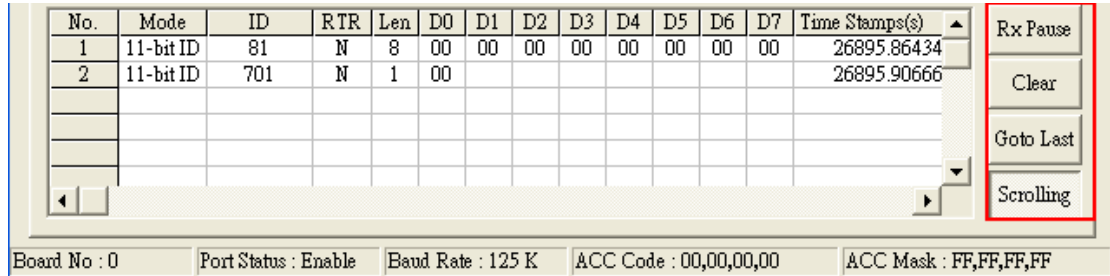 No. Mode ID RTR Len D0 D1 D2 D3 D4 D5 D6 D7 Time Stamps(s)
1 11-bit ID 81 N 8 00 00 00 00 00 00 00 00 26895.86434
2 11-bit ID 701 N 1 00 26895.90666
Rx Pause
Clear
Goto Last
Scrolling
Board No : 0 Port Status : Enable Baud Rate : 125 K ACC Code : 00,00,00,00 ACC Mask : FF,FF,FF,FF